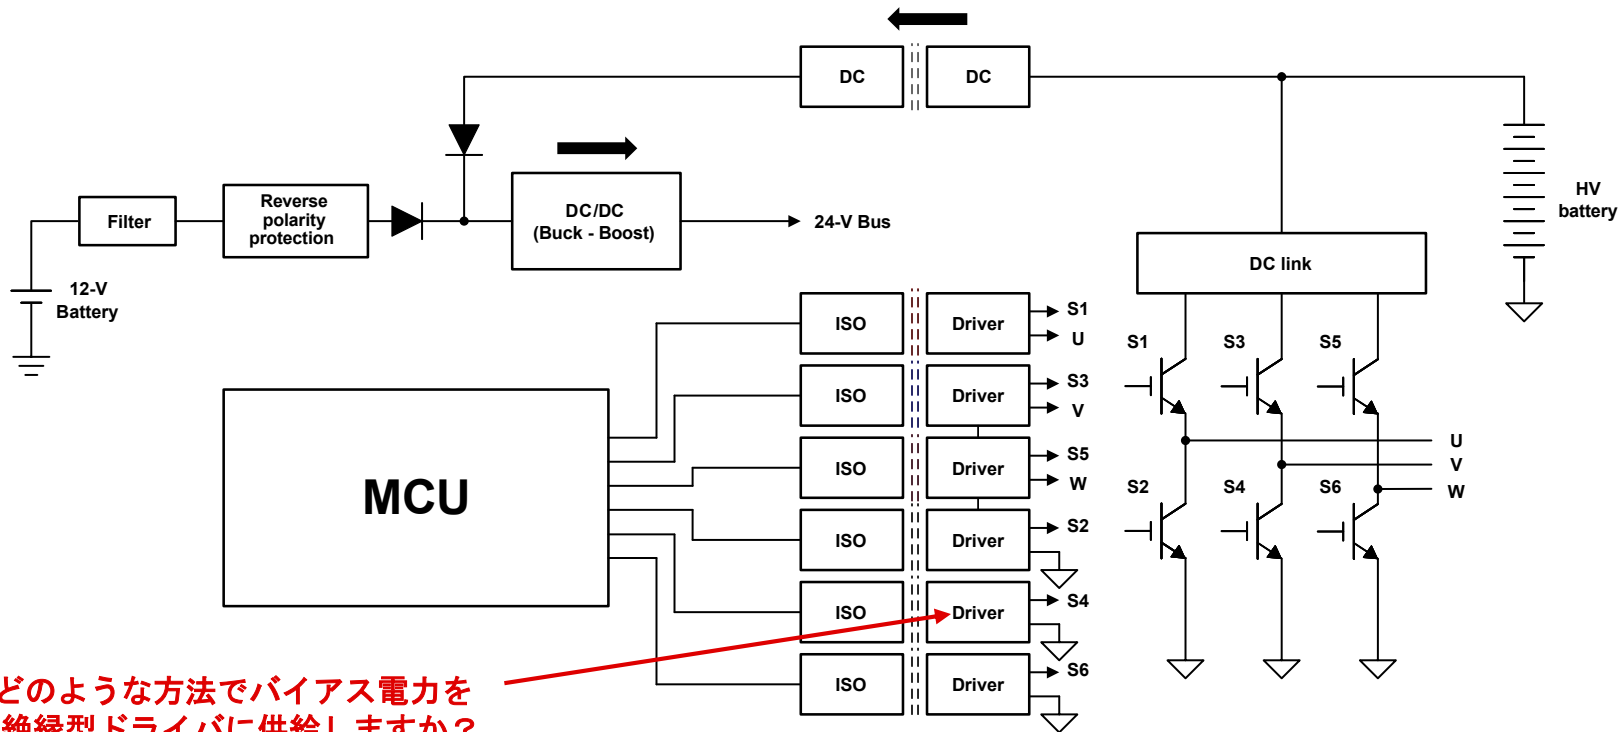 DC
DC
Filter
Reverse
polarity
protection
DC/DC
(Buck - Boost)
24-V Bus
HV
battery
DC link
12-V
Battery
MCU
ISO
Driver
S1
U
ISO
Driver
S3
V
ISO
Driver
S5
W
ISO
Driver
S2
ISO
Driver
S4
ISO
Driver
S6
S1
S3
S5
U
V
W
S2
S4
S6
どのような方法でバイアス電力を
絶縁型ドライバに供給しますか？